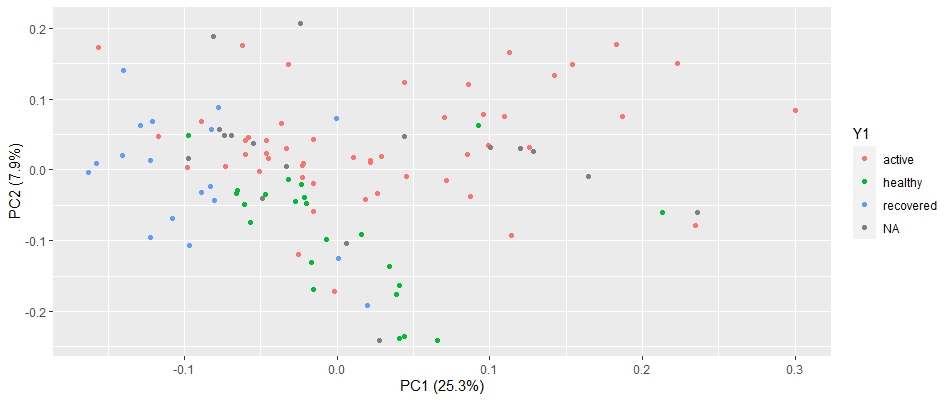 0.2
0.1
0.0
-0.1
-0.2
PC2 (7.9%)
-0.1
0.0
0.1
0.2
0.3
PC1 (25.3%)
Y1
active
healthy
recovered
NA